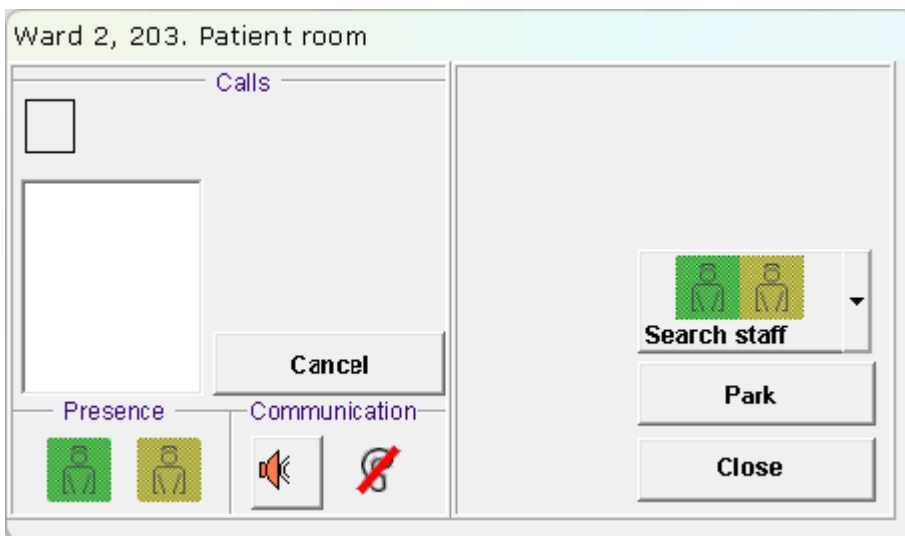 Ward 2, 203. Patient room
Calls
Cancel
Presence
Communication
Search staff
Park
Close